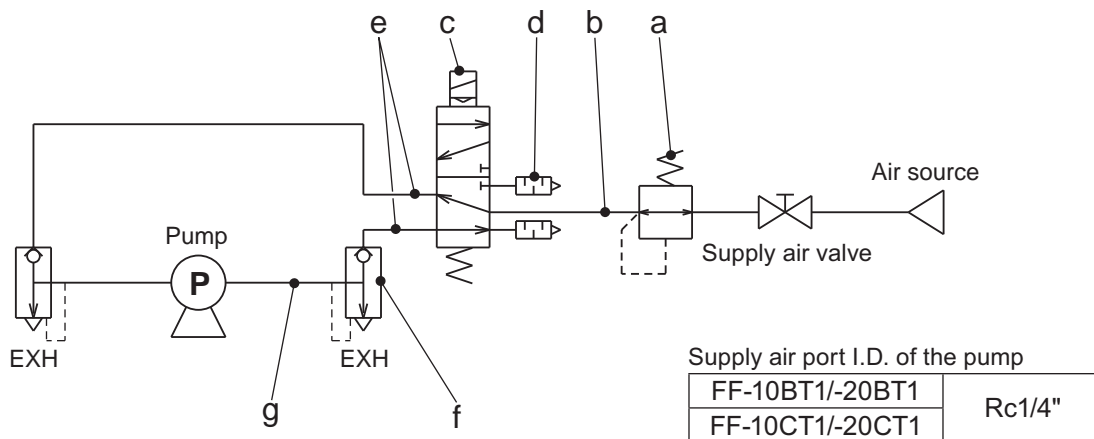 e c d b a
Air source
Pump
Supply air valve
P
EXH EXH
g f
Supply air port I.D. of the pump
FF-10BT1/-20BT1
Rc1/4"
FF-10CT1/-20CT1